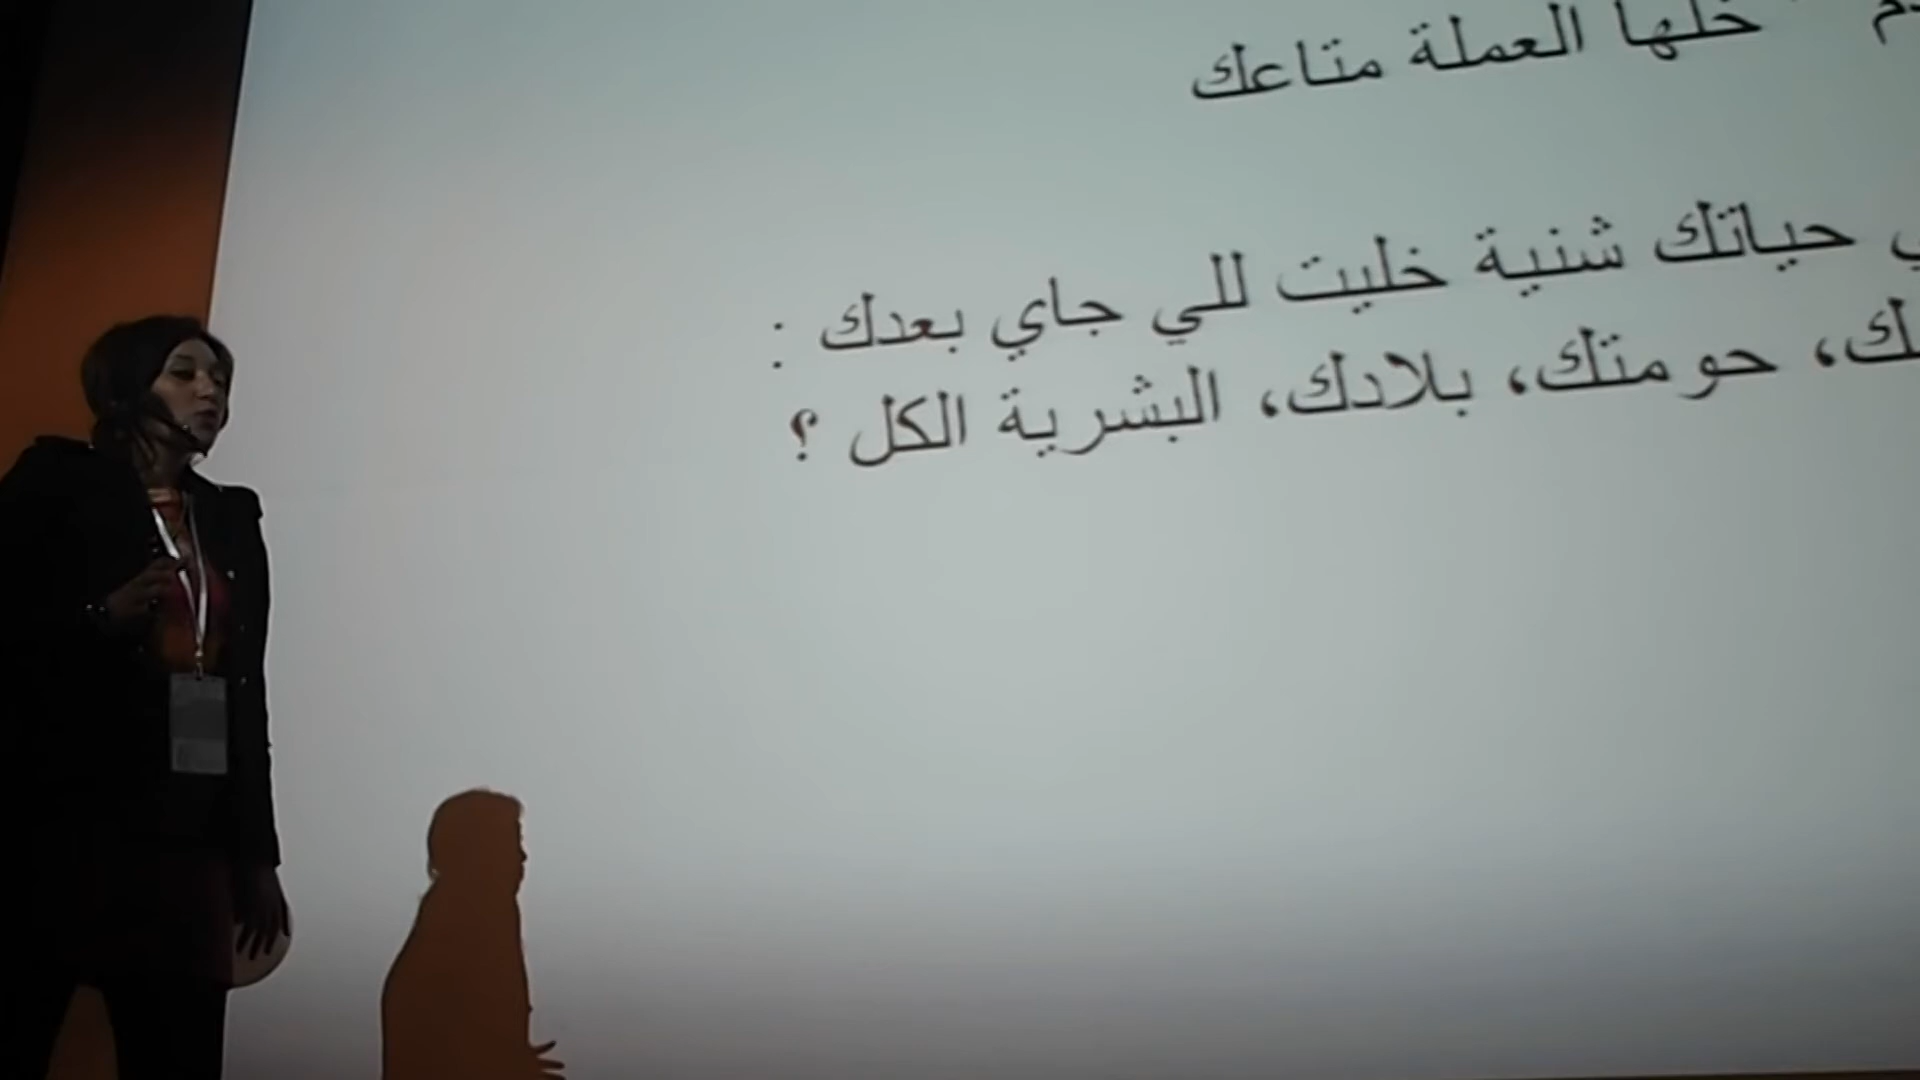 خلها العملة متاعك
حياتك شنية خليت للي جاي بعدك :
حومتك، بلادك، البشرية الكل ؟